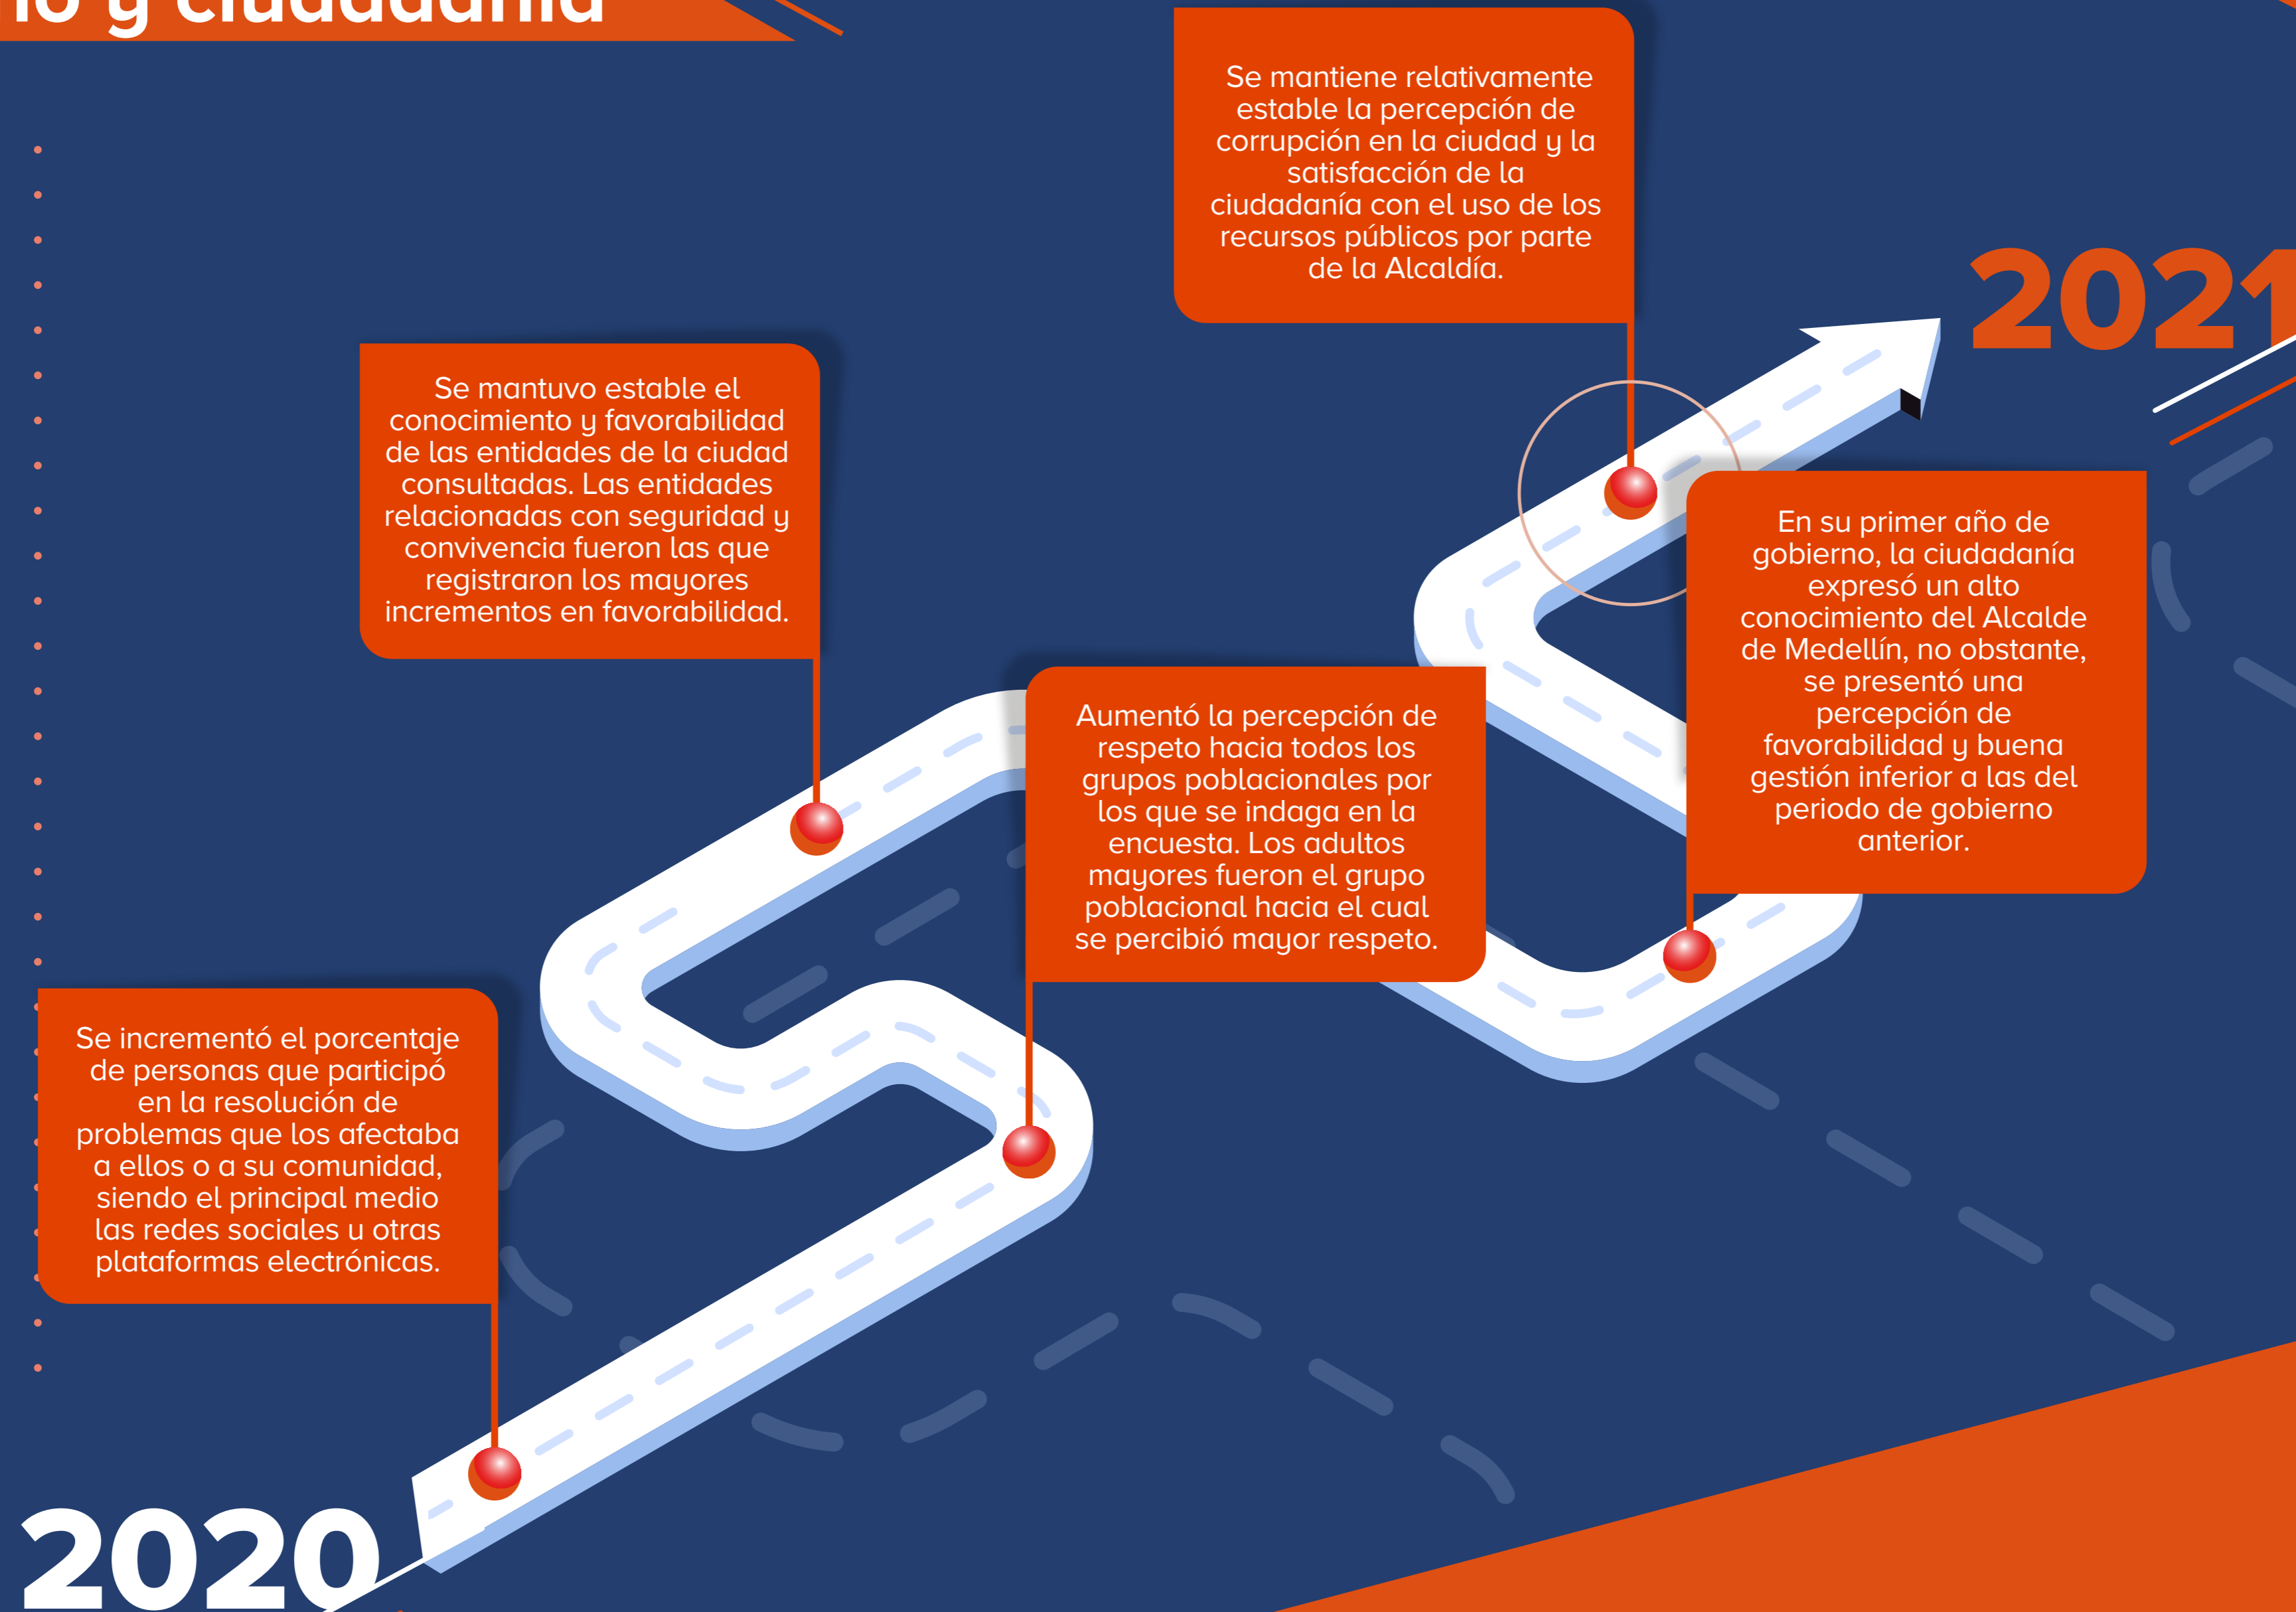 y ciudadanía
Se mantiene relativamente
estable la percepción de
corrupción en la ciudad y la
satisfacción de la
ciudadanía con el uso de los
recursos públicos por parte
de la Alcaldía.
2021
Se mantuvo estable el
conocimiento y favorabilidad
de las entidades de la ciudad
consultadas. Las entidades
relacionadas con seguridad y
convivencia fueron las que
registraron los mayores
incrementos en favorabilidad.
En su primer año de
gobierno, la ciudadanía
expresó un alto
conocimiento del Alcalde
de Medellín, no obstante,
se presentó una
percepción de
favorabilidad y buena
gestión inferior a las del
periodo de gobierno
anterior.
Aumentó la percepción de
respeto hacia todos los
grupos poblacionales por
los que se indaga en la
encuesta. Los adultos
mayores fueron el grupo
poblacional hacia el cual
se percibió mayor respeto.
Se incrementó el porcentaje
de personas que participó
en la resolución de
problemas que los afectaba
a ellos o a su comunidad,
siendo el principal medio
las redes sociales u otras
plataformas electrónicas.
2020